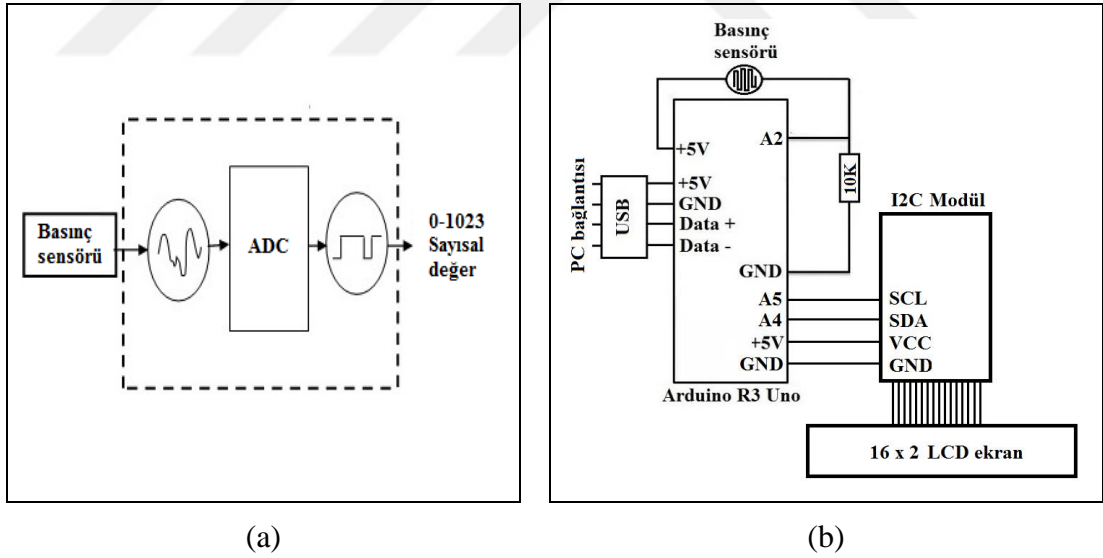 Basınç
sensörü
ADC
0-1023
Sayısal
değer
(a)
Basınç
sensörü
+5V
A2
10K
PC bağlantısı
USB
+5V
GND
Data +
Data -
GND
A5
A4
+5V
GND
Arduino R3 Uno
I2C Modül
SCL
SDA
VCC
GND
16 x 2 LCD ekran
(b)